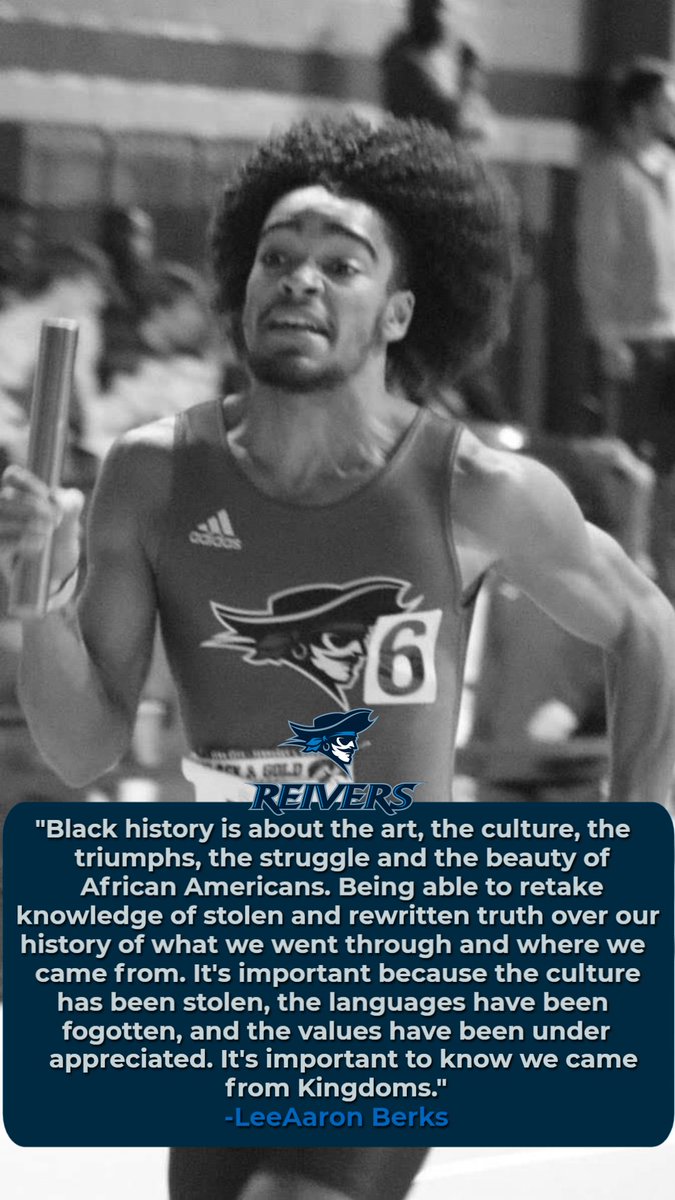 adidas
6
BLACK & GOLD
REIVERS
"Black history is about the art, the culture, the
triumphs, the struggle and the beauty of
African Americans. Being able to retake
knowledge of stolen and rewritten truth over our
history of what we went through and where we
came from. It's important because the culture
has been stolen, the languages have been
fogotten, and the values have been under
appreciated. It's important to know we came
from Kingdoms."
-LeeAaron Berks